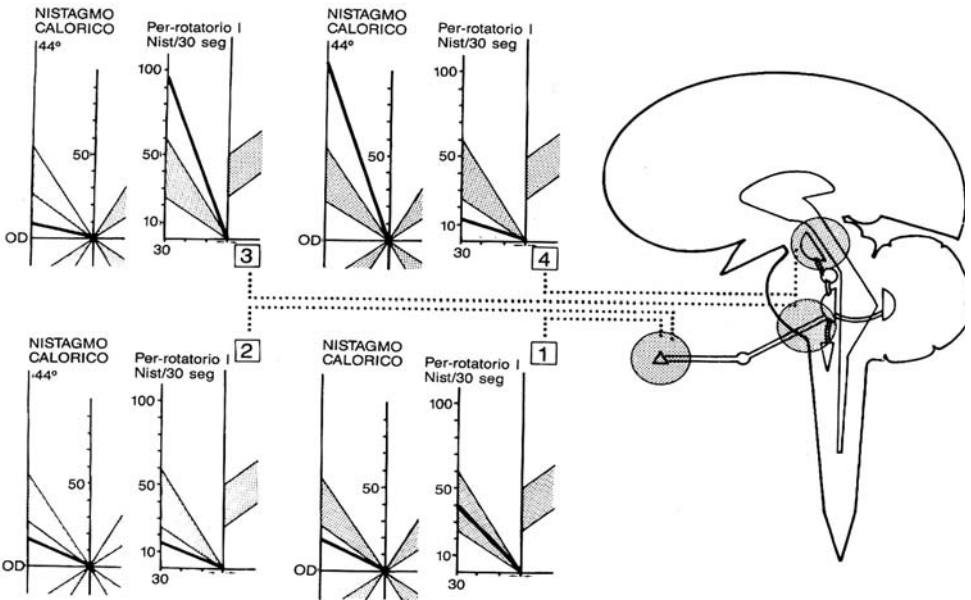 NISTAGMO
CALORICO
44º
50
OD
Per-rotatorio I
Nist/30 seg
100
50
10
30
3
NISTAGMO
CALORICO
44º
50
OD
Per-rotatorio I
Nist/30 seg
100
50
10
30
4
NISTAGMO
CALORICO
44º
50
OD
Per-rotatorio I
Nist/30 seg
100
50
10
30
2
NISTAGMO
CALORICO
50
OD
Per-rotatorio I
Nist/30 seg
100
50
10
30
1